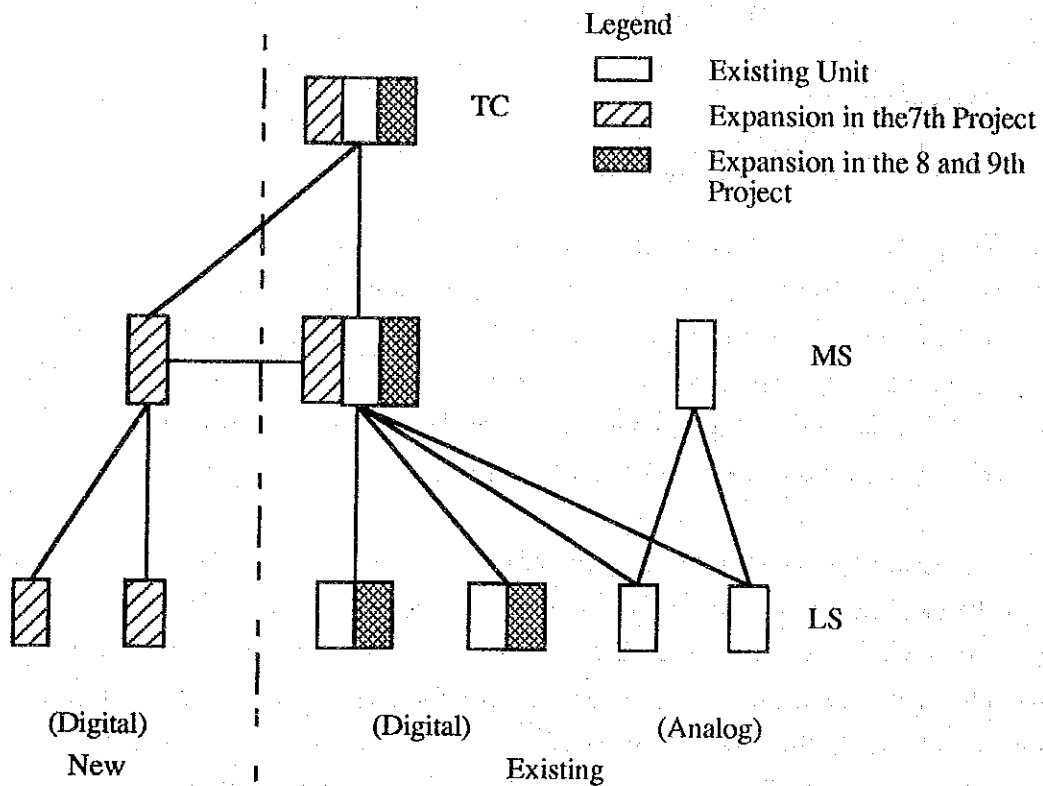 Legend
Existing Unit
TC
Expansion in the7th Project
Expansion in the 8 and 9th
Project
MS
LS
(Digital)
(Digital)
(Analog)
New
Existing